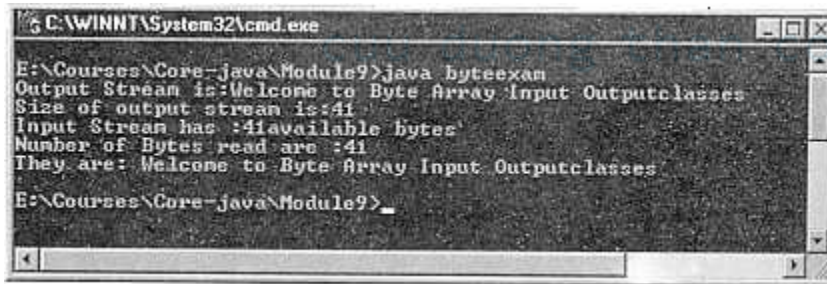 C:\WINNT\System32\cmd.exe
E:\Courses\Core-java\Module9>java byteexam
Output Stream is:Welcome to Byte Array Input Outputclasses
Size of output stream is:41
Input Stream has :41available bytes
Number of Bytes read are :41
They are: Welcome to Byte Array Input Outputclasses
E:\Courses\Core-java\Module9>_